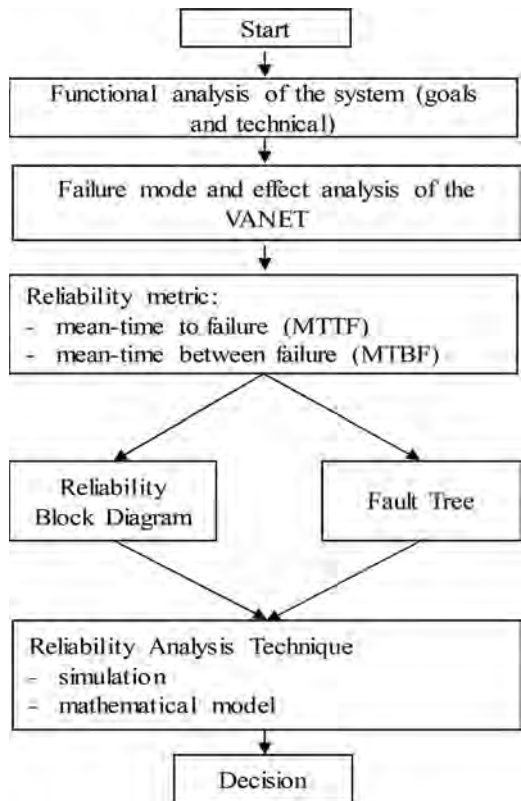 Start
Functional analysis of the system (goals
and technical)
Failure mode and effect analysis of the
VANET
Reliability metric:
- mean-time to failure (MTTF)
- mean-time between failure (MTBF)
Reliability
Block Diagram
Fault Tree
Reliability Analysis Technique
- simulation
- mathematical model
Decision